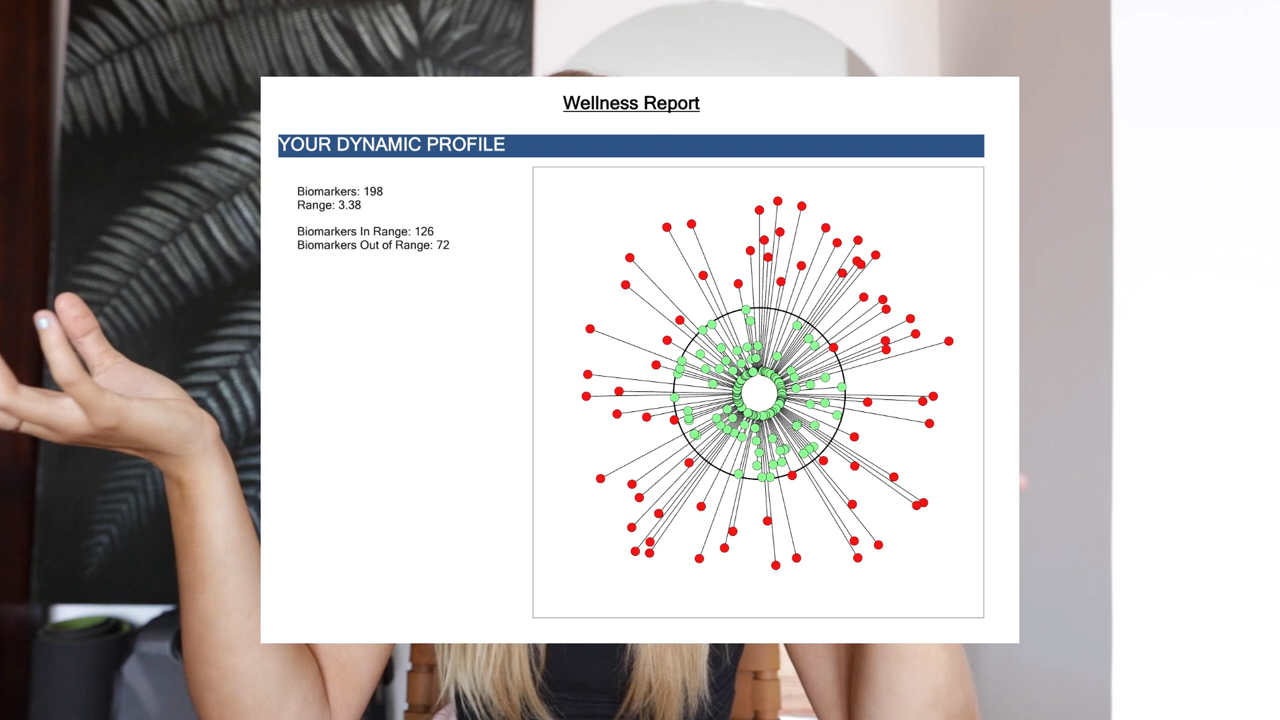 Wellness Report
YOUR DYNAMIC PROFILE
Biomarkers: 198
Range: 3.38
Biomarkers In Range: 126
Biomarkers Out of Range: 72